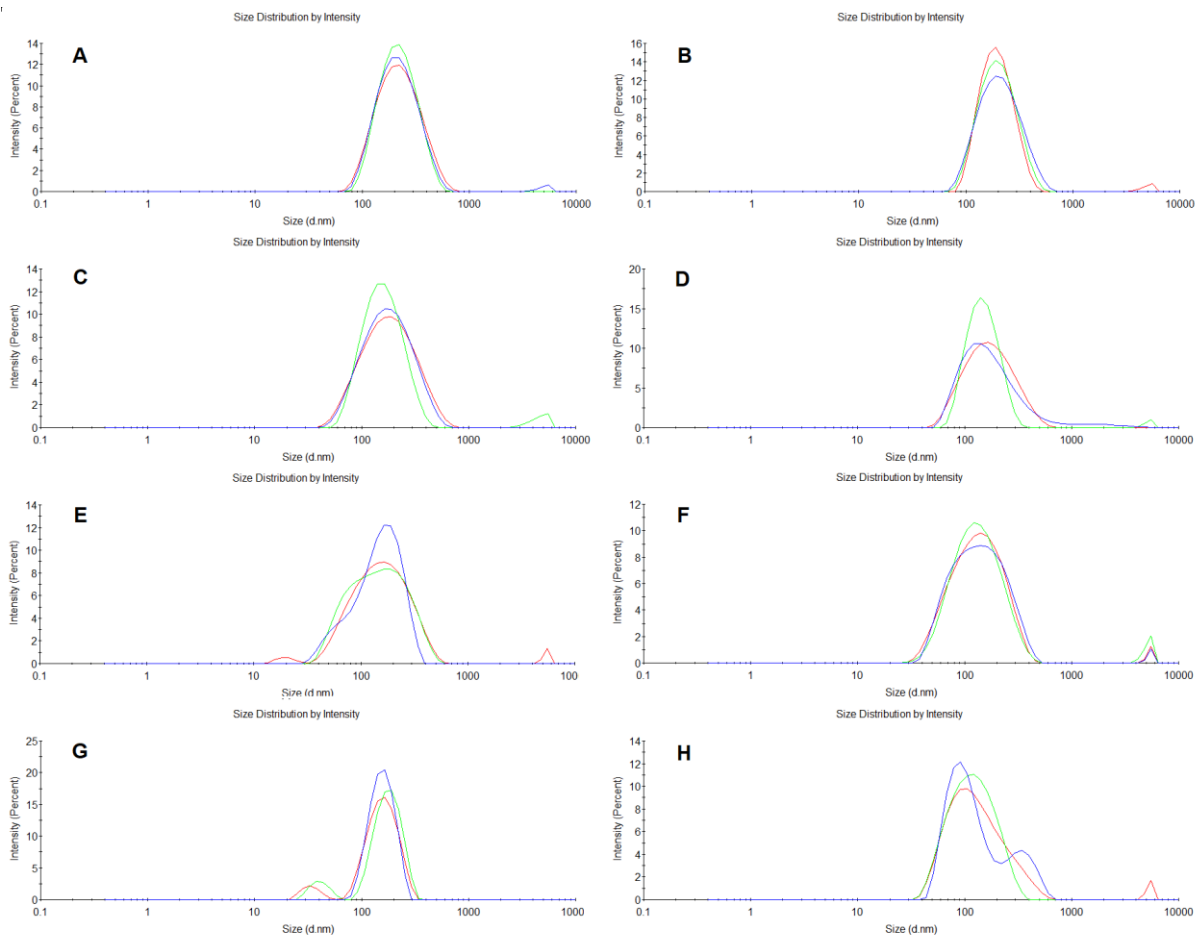 Size Distribution by Intensity
A
Intensity (Percent)
14
12
10
8
6
4
2
0
0.1 1 10 100 1000 10000
Size (d.nm)
Size Distribution by Intensity
B
Intensity (Percent)
16
14
12
10
8
6
4
2
0
0.1 1 10 100 1000 10000
Size (d.nm)
Size Distribution by Intensity
C
Intensity (Percent)
14
12
10
8
6
4
2
0
0.1 1 10 100 1000 10000
Size (d.nm)
Size Distribution by Intensity
D
Intensity (Percent)
20
15
10
5
0
0.1 1 10 100 1000 10000
Size (d.nm)
Size Distribution by Intensity
E
Intensity (Percent)
14
12
10
8
6
4
2
0
0.1 1 10 100 1000 100
Size (d.nm)
Size Distribution by Intensity
F
Intensity (Percent)
12
10
8
6
4
2
0
0.1 1 10 100 1000 10000
Size (d.nm)
Size Distribution by Intensity
G
Intensity (Percent)
25
20
15
10
5
0
0.1 1 10 100 1000 1000
Size (d.nm)
Size Distribution by Intensity
H
Intensity (Percent)
14
12
10
8
6
4
2
0
0.1 1 10 100 1000 10000
Size (d.nm)